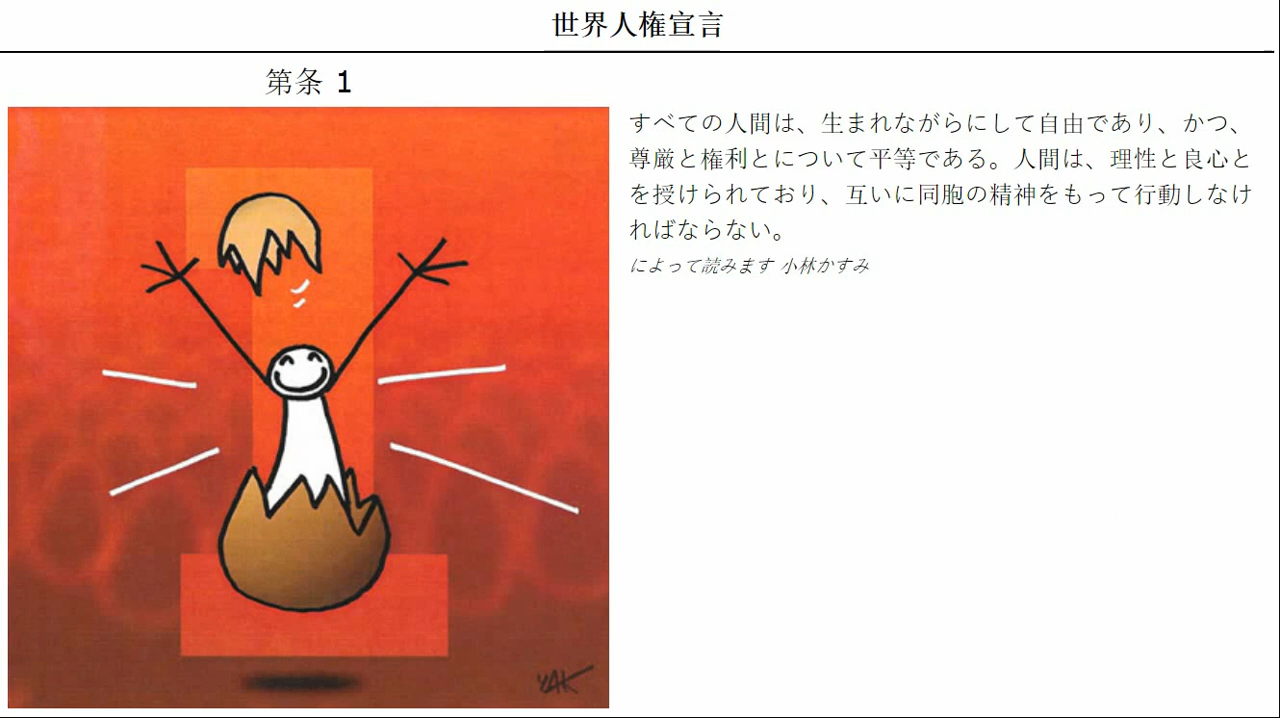 世界人権宣言
第条 1
すべての人間は、生まれながらにして自由であり、かつ、
尊厳と権利とについて平等である。人間は、理性と良心と
を授けられており、互いに同胞の精神をもって行動しなけ
ればならない。
によって読みます 小林かすみ
YAK